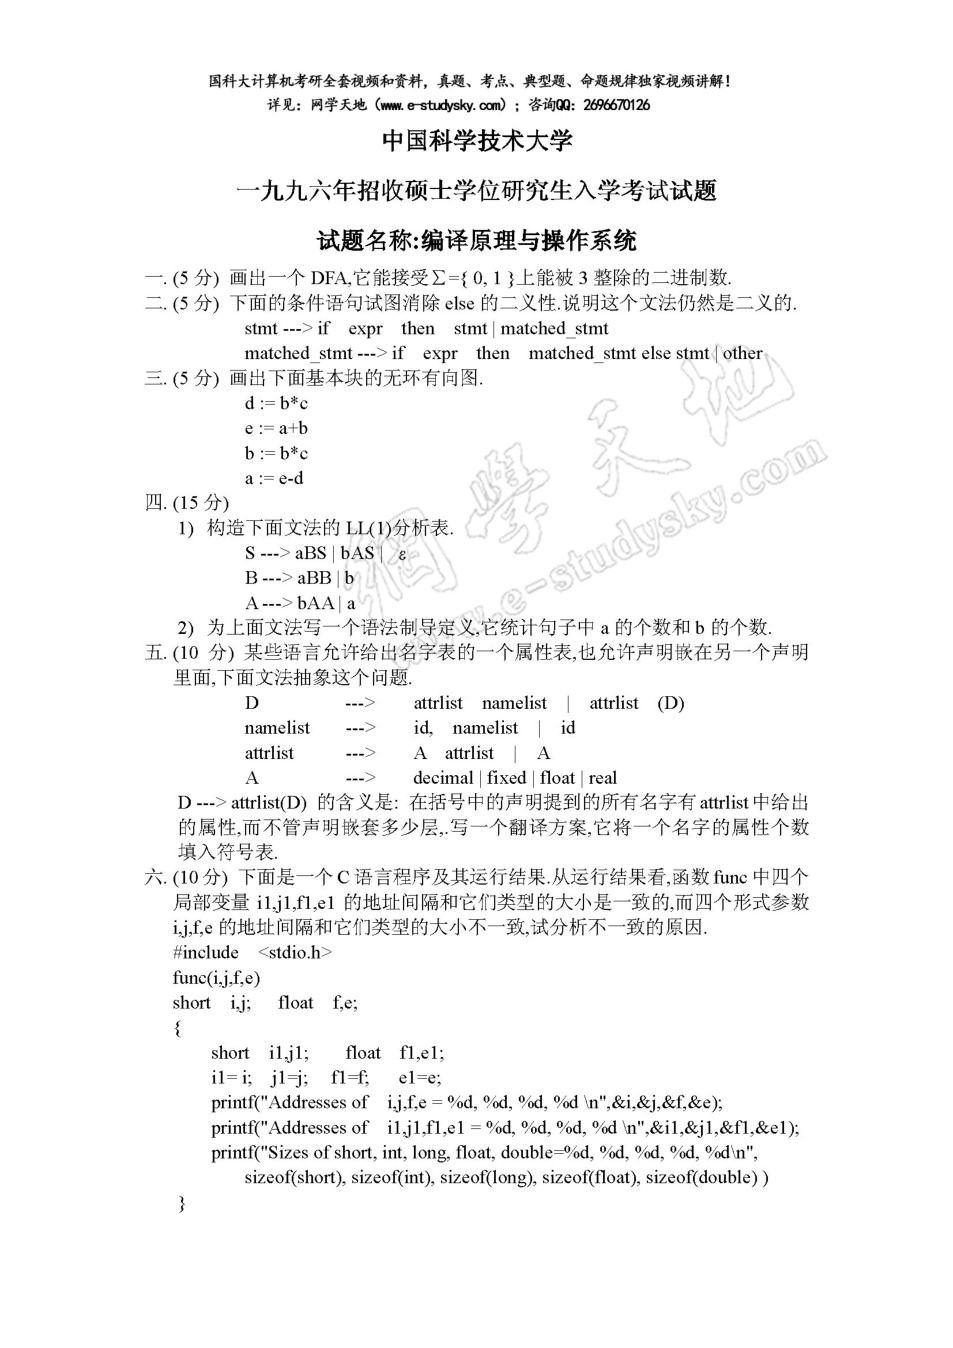 国科大计算机考研全套视频和资料，真题、考点、典型题、命题规律独家视频讲解！
详见：网学天地（www.e-studysky.com）；咨询QQ：2696670126
中国科学技术大学
一九九六年招收硕士学位研究生入学考试试题
试题名称:编译原理与操作系统
一. (5 分) 画出一个 DFA,它能接受∑={ 0, 1 }上能被 3 整除的二进制数.
二. (5 分) 下面的条件语句试图消除 else 的二义性.说明这个文法仍然是二义的.
stmt ---> if expr then stmt | matched_stmt
matched_stmt ---> if expr then matched_stmt else stmt | other
三. (5 分) 画出下面基本块的无环有向图.
d := b*c
e := a+b
b := b*c
a := e-d
四. (15 分)
1) 构造下面文法的 LL(1)分析表.
S ---> aBS | bAS | ε
B ---> aBB | b
A ---> bAA | a
2) 为上面文法写一个语法制导定义,它统计句子中 a 的个数和 b 的个数.
五. (10 分) 某些语言允许给出名字表的一个属性表,也允许声明嵌在另一个声明
里面,下面文法抽象这个问题.
D ---> attrlist namelist | attrlist (D)
namelist ---> id, namelist | id
attrlist ---> A attrlist | A
A ---> decimal | fixed | float | real
D ---> attrlist(D) 的含义是: 在括号中的声明提到的所有名字有 attrlist 中给出
的属性,而不管声明嵌套多少层,.写一个翻译方案,它将一个名字的属性个数
填入符号表.
六. (10 分) 下面是一个 C 语言程序及其运行结果.从运行结果看,函数 func 中四个
局部变量 i1,j1,f1,e1 的地址间隔和它们类型的大小是一致的,而四个形式参数
i,j,f,e 的地址间隔和它们类型的大小不一致,试分析不一致的原因.
#include <stdio.h>
func(i,j,f,e)
short i,j; float f,e;
{
short i1,j1; float f1,e1;
i1= i; j1=j; f1=f; e1=e;
printf("Addresses of i,j,f,e = %d, %d, %d, %d \n",&i,&j,&f,&e);
printf("Addresses of i1,j1,f1,e1 = %d, %d, %d, %d \n",&i1,&j1,&f1,&e1);
printf("Sizes of short, int, long, float, double=%d, %d, %d, %d, %d\n",
sizeof(short), sizeof(int), sizeof(long), sizeof(float), sizeof(double) )
}
網學天地
www.e-studysky.com